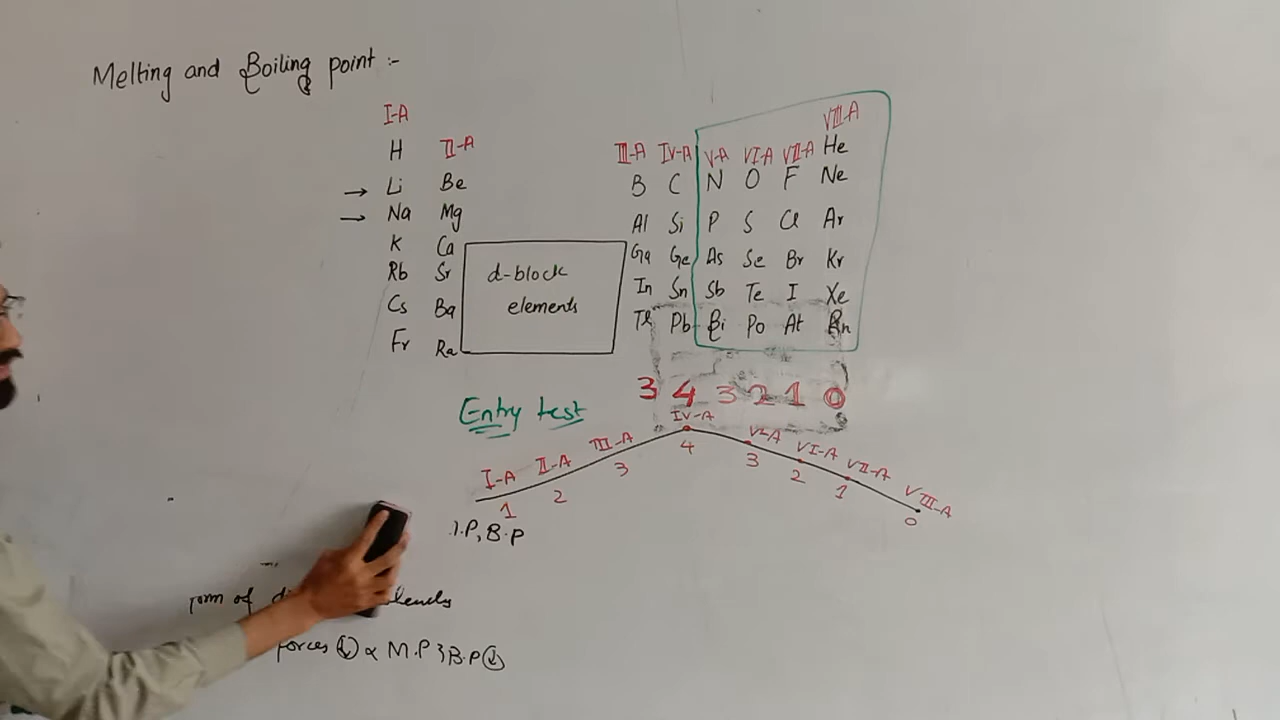 Melting and Boiling point :-
I-A
VIII-A
H II-A III-A IV-A V-A VI-A VII-A He
→ Li Be B C N O F Ne
→ Na Mg Al Si P S Cl Ar
K Ca Ga Ge As Se Br Kr
Rb Sr d-block In Sn Sb Te I Xe
Cs Ba elements Tl Pb Bi Po At Rn
Fr Ra
3 4 3 2 1 0
Entry test
I-A II-A III-A IV-A V-A VI-A VII-A VIII-A
1 2 3 4 3 2 1 0
.P, B.P
of
forces ↓ ∝ M.P B.P ↓